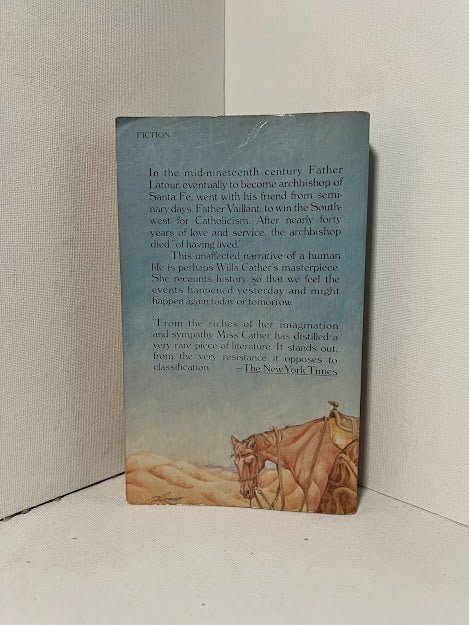 FICTION
In the mid-nineteenth century Father
Latour, eventually to become archbishop of
Santa Fe, went with his friend from semi-
nary days, Father Vaillant, to win the South-
west for Catholicism. After nearly forty
years of love and service, the archbishop
died "of having lived."
This unaffected narrative of a human
life is perhaps Willa Cather's masterpiece.
She recounts history so that we feel the
events happened yesterday and might
happen again today or tomorrow.
"From the riches of her imagination
and sympathy Miss Cather has distilled a
very rare piece of literature. It stands out,
from the very resistance it opposes to
classification." —The New York Times